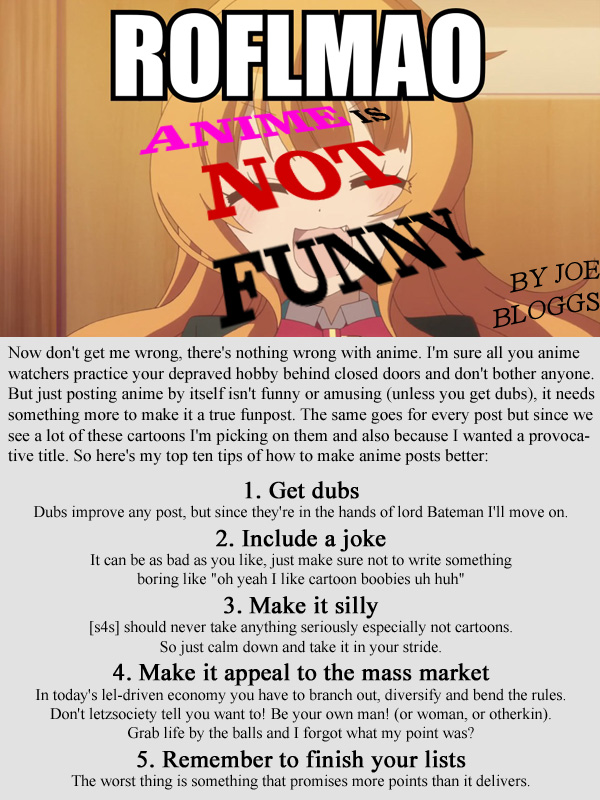 ROFLMAO
ANIME IS
NOT
FUNNY
BY JOE
BLOGGS
Now don't get me wrong, there's nothing wrong with anime. I'm sure all you anime
watchers practice your depraved hobby behind closed doors and don't bother anyone.
But just posting anime by itself isn't funny or amusing (unless you get dubs), it needs
something more to make it a true funpost. The same goes for every post but since we
see a lot of these cartoons I'm picking on them and also because I wanted a provoca-
tive title. So here's my top ten tips of how to make anime posts better:
1. Get dubs
Dubs improve any post, but since they're in the hands of lord Bateman I'll move on.
2. Include a joke
It can be as bad as you like, just make sure not to write something
boring like "oh yeah I like cartoon boobies uh huh"
3. Make it silly
[s4s] should never take anything seriously especially not cartoons.
So just calm down and take it in your stride.
4. Make it appeal to the mass market
In today's lel-driven economy you have to branch out, diversify and bend the rules.
Don't letzsociety tell you want to! Be your own man! (or woman, or otherkin).
Grab life by the balls and I forgot what my point was?
5. Remember to finish your lists
The worst thing is something that promises more points than it delivers.